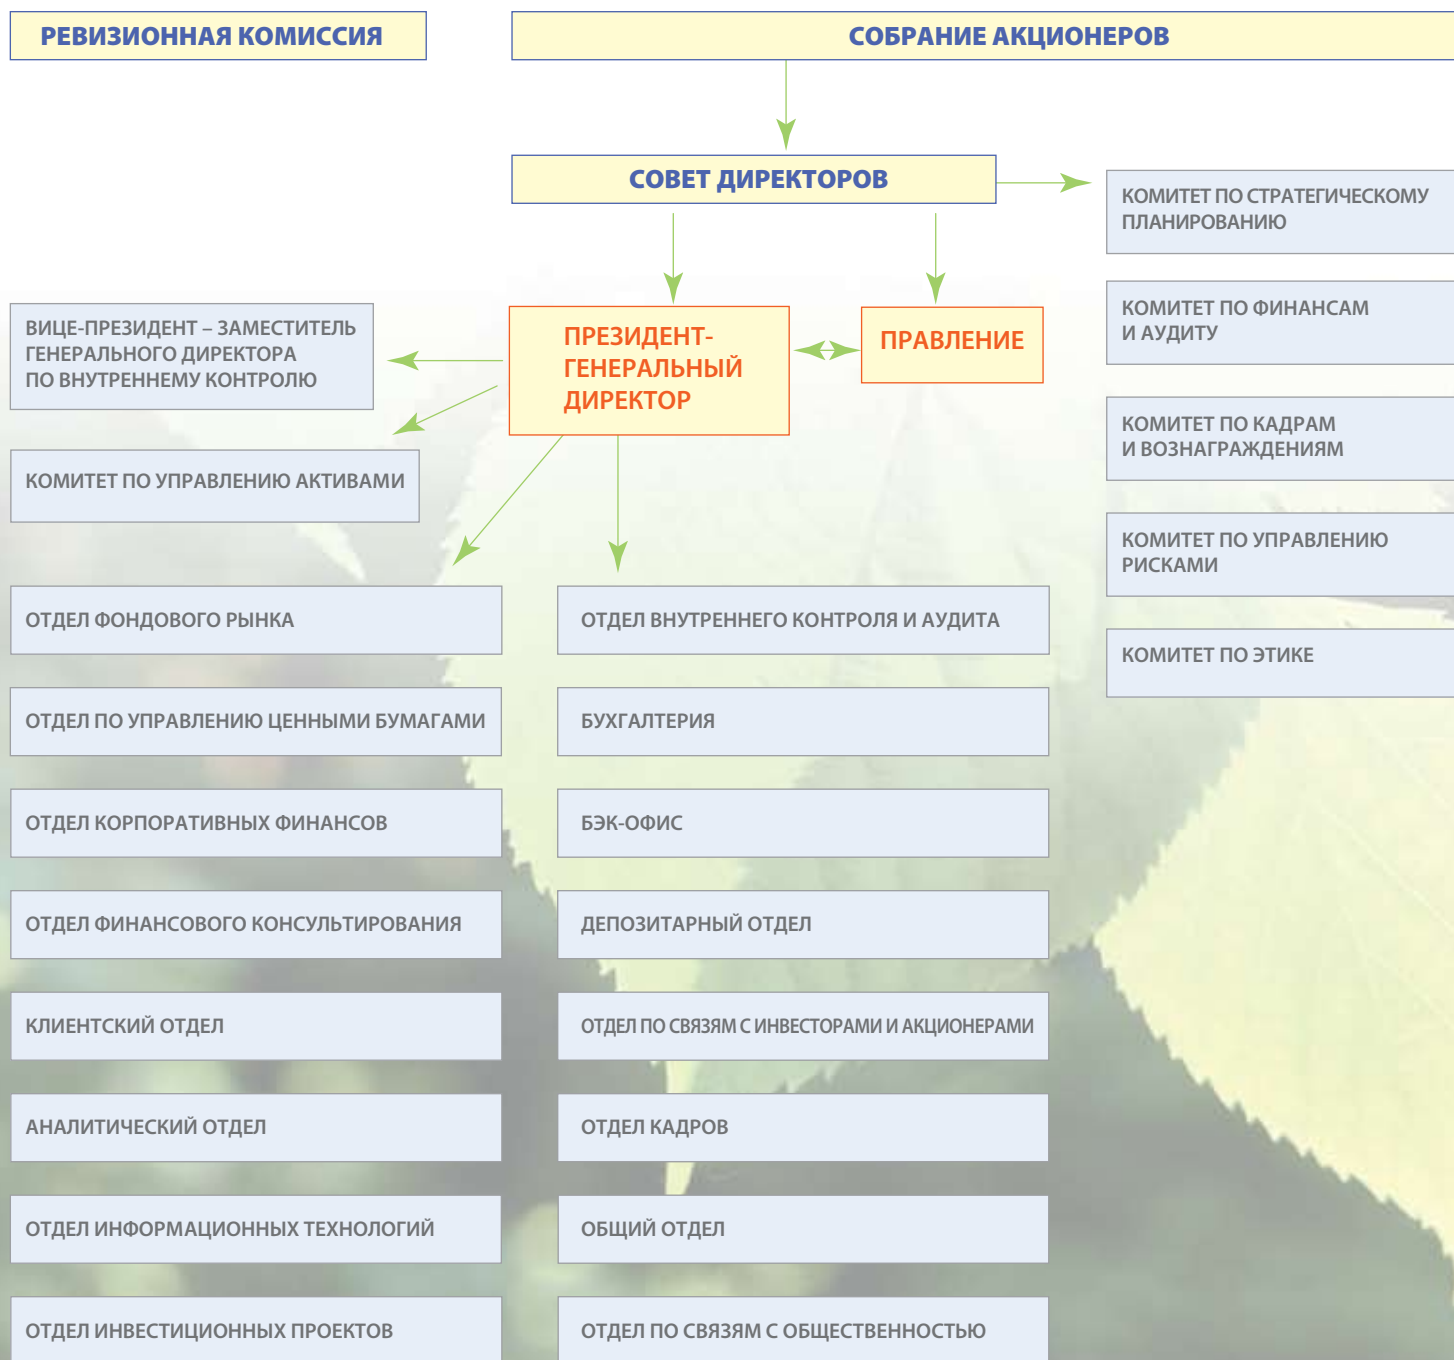 РЕВИЗИОННАЯ КОМИССИЯ
СОБРАНИЕ АКЦИОНЕРОВ
СОВЕТ ДИРЕКТОРОВ
КОМИТЕТ ПО СТРАТЕГИЧЕСКОМУ
ПЛАНИРОВАНИЮ
КОМИТЕТ ПО ФИНАНСАМ
И АУДИТУ
КОМИТЕТ ПО КАДРАМ
И ВОЗНАГРАЖДЕНИЯМ
КОМИТЕТ ПО УПРАВЛЕНИЮ
РИСКАМИ
КОМИТЕТ ПО ЭТИКЕ
ПРЕЗИДЕНТ-
ГЕНЕРАЛЬНЫЙ
ДИРЕКТОР
ПРАВЛЕНИЕ
ВИЦЕ-ПРЕЗИДЕНТ – ЗАМЕСТИТЕЛЬ
ГЕНЕРАЛЬНОГО ДИРЕКТОРА
ПО ВНУТРЕННЕМУ КОНТРОЛЮ
КОМИТЕТ ПО УПРАВЛЕНИЮ АКТИВАМИ
ОТДЕЛ ФОНДОВОГО РЫНКА
ОТДЕЛ ПО УПРАВЛЕНИЮ ЦЕННЫМИ БУМАГАМИ
ОТДЕЛ КОРПОРАТИВНЫХ ФИНАНСОВ
ОТДЕЛ ФИНАНСОВОГО КОНСУЛЬТИРОВАНИЯ
КЛИЕНТСКИЙ ОТДЕЛ
АНАЛИТИЧЕСКИЙ ОТДЕЛ
ОТДЕЛ ИНФОРМАЦИОННЫХ ТЕХНОЛОГИЙ
ОТДЕЛ ИНВЕСТИЦИОННЫХ ПРОЕКТОВ
ОТДЕЛ ВНУТРЕННЕГО КОНТРОЛЯ И АУДИТА
БУХГАЛТЕРИЯ
БЭК-ОФИС
ДЕПОЗИТАРНЫЙ ОТДЕЛ
ОТДЕЛ ПО СВЯЗЯМ С ИНВЕСТОРАМИ И АКЦИОНЕРАМИ
ОТДЕЛ КАДРОВ
ОБЩИЙ ОТДЕЛ
ОТДЕЛ ПО СВЯЗЯМ С ОБЩЕСТВЕННОСТЬЮ